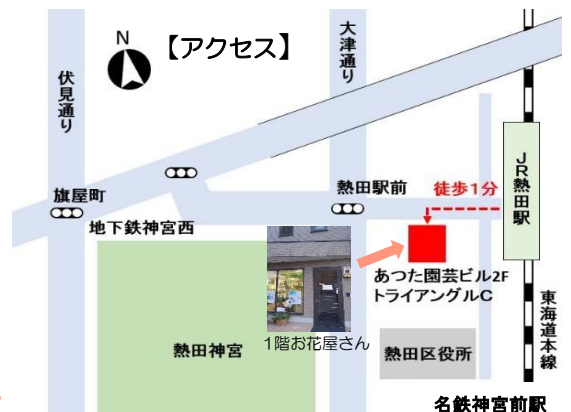 N
【アクセス】
大津通り
伏見通り
旗屋町
地下鉄神宮西
熱田駅前
徒歩1分
JR熱田駅
あつた園芸ビル2F
トライアングルC
1階お花屋さん
熱田神宮
熱田区役所
東海道本線
名鉄神宮前駅